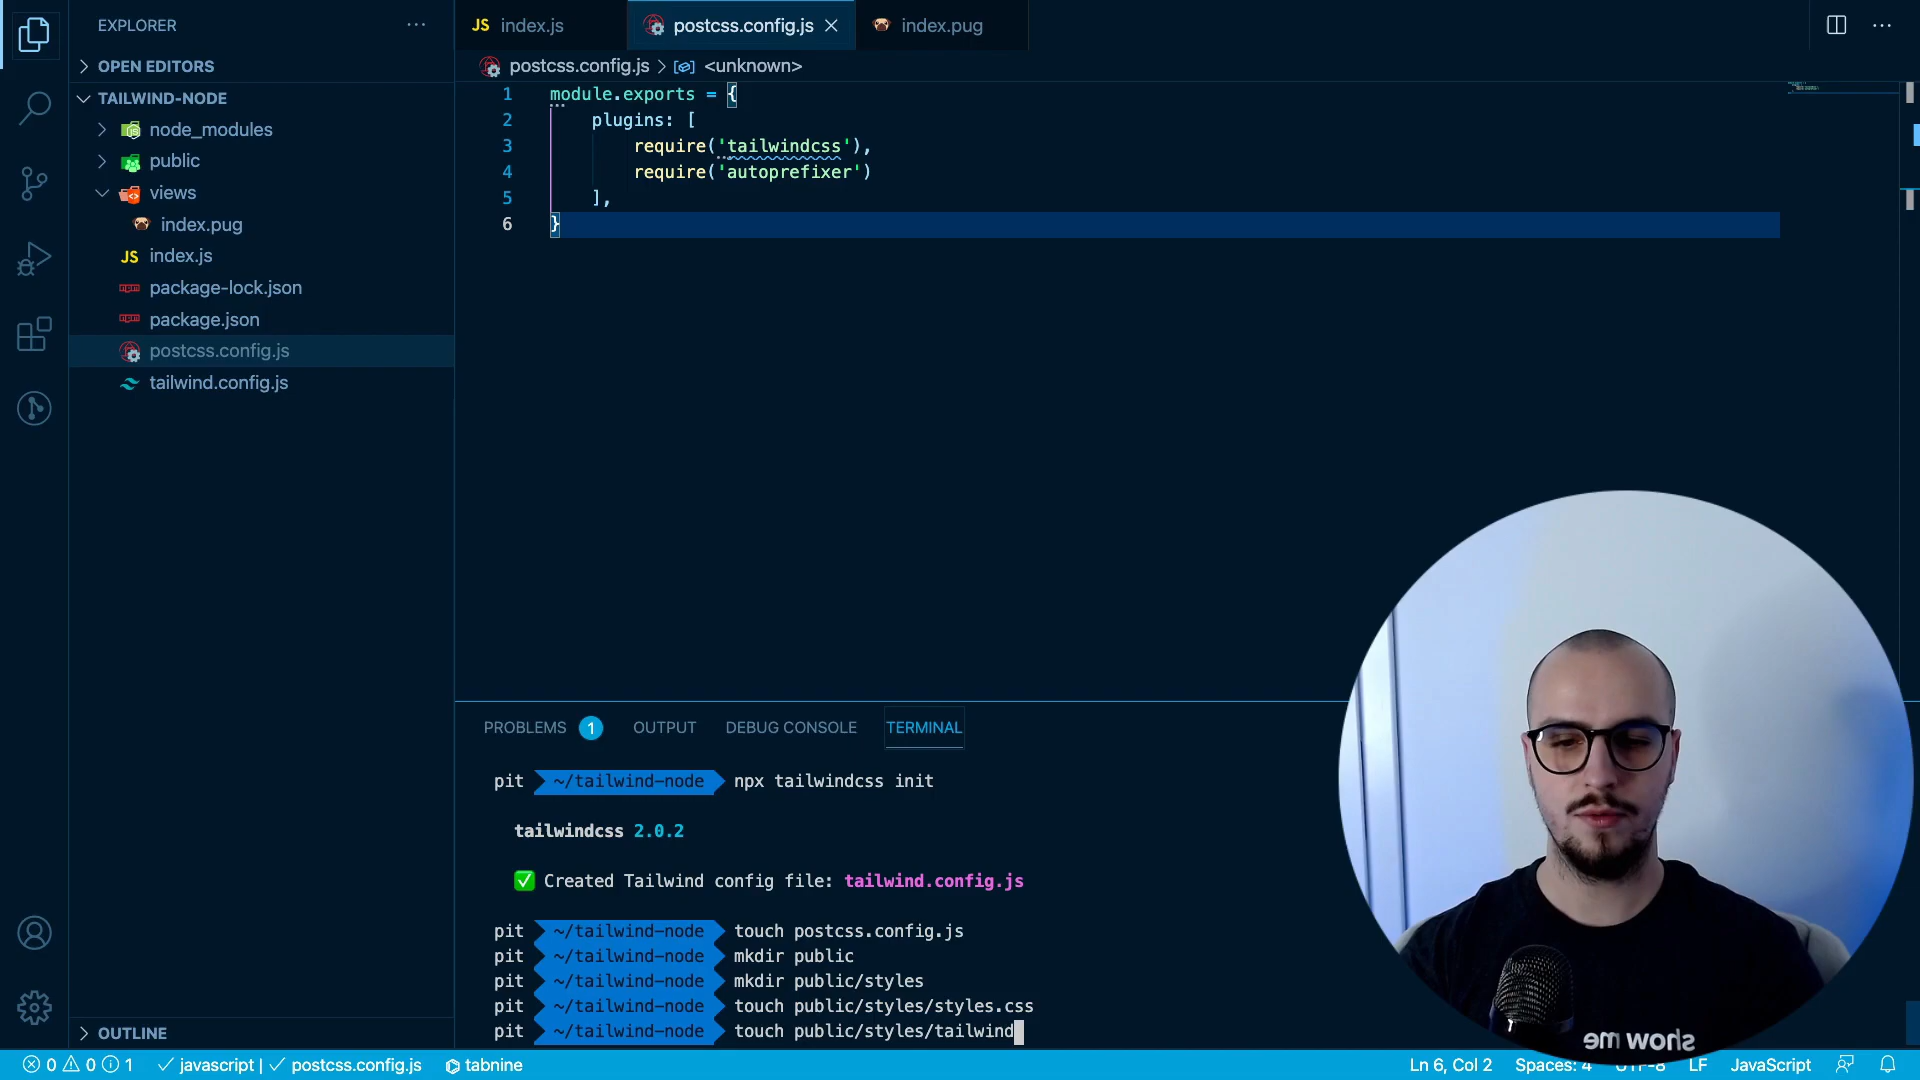 EXPLORER
OPEN EDITORS
TAILWIND-NODE
node_modules
public
views
index.pug
JS index.js
package-lock.json
package.json
postcss.config.js
tailwind.config.js
OUTLINE
JS index.js
postcss.config.js
index.pug
postcss.config.js > <unknown>
1 module.exports = {
2 plugins: [
3 require('tailwindcss'),
4 require('autoprefixer')
5 ],
6 }
PROBLEMS 1 OUTPUT DEBUG CONSOLE TERMINAL
pit ~/tailwind-node npx tailwindcss init
tailwindcss 2.0.2
✅ Created Tailwind config file: tailwind.config.js
pit ~/tailwind-node touch postcss.config.js
pit ~/tailwind-node mkdir public
pit ~/tailwind-node mkdir public/styles
pit ~/tailwind-node touch public/styles/styles.css
pit ~/tailwind-node touch public/styles/tailwind
show me
0 0 1 javascript | postcss.config.js tabnine Ln 6, Col 2 Spaces: 4 UTF-8 LF JavaScript